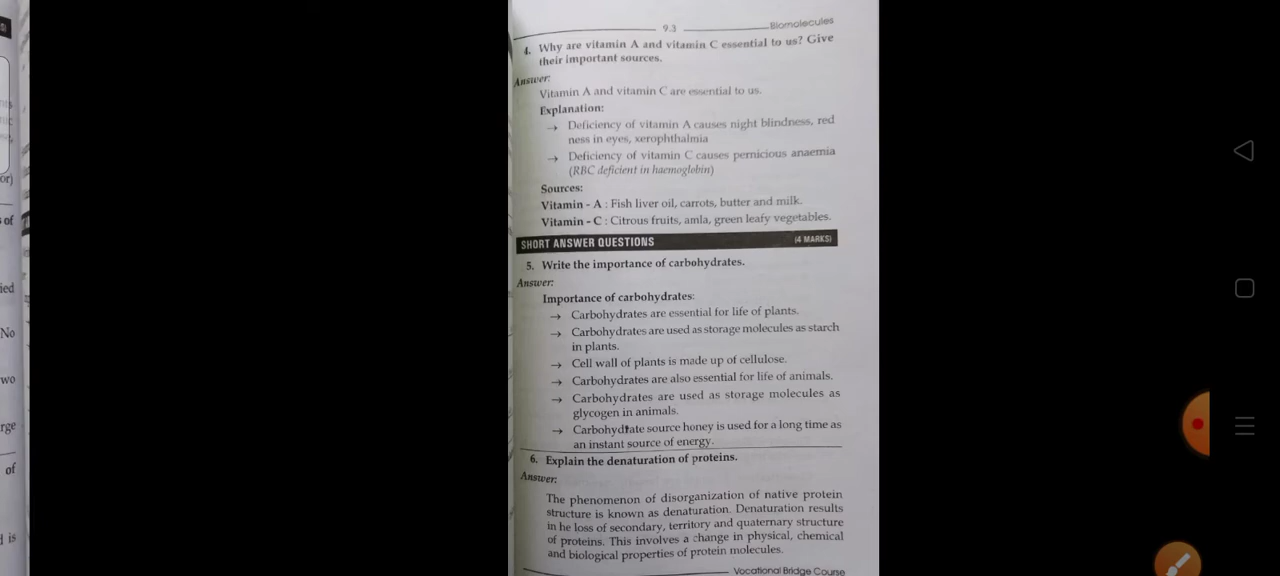 9.3 Biomolecules
4. Why are vitamin A and vitamin C essential to us? Give
their important sources.
Answer:
Vitamin A and vitamin C are essential to us.
Explanation:
→ Deficiency of vitamin A causes night blindness, red
ness in eyes, xerophthalmia
→ Deficiency of vitamin C causes pernicious anaemia
(RBC deficient in haemoglobin)
Sources:
Vitamin - A : Fish liver oil, carrots, butter and milk.
Vitamin - C : Citrus fruits, amla, green leafy vegetables.
SHORT ANSWER QUESTIONS (4 MARKS)
5. Write the importance of carbohydrates.
Answer:
Importance of carbohydrates:
→ Carbohydrates are essential for life of plants.
→ Carbohydrates are used as storage molecules as starch
in plants.
→ Cell wall of plants is made up of cellulose.
→ Carbohydrates are also essential for life of animals.
→ Carbohydrates are used as storage molecules as
glycogen in animals.
→ Carbohydrate source honey is used for a long time as
an instant source of energy.
6. Explain the denaturation of proteins.
Answer:
The phenomenon of disorganization of native protein
structure is known as denaturation. Denaturation results
in he loss of secondary, territory and quaternary structure
of proteins. This involves a change in physical, chemical
and biological properties of protein molecules.
Vocational Bridge Course
or)
of
ied
No
wo
rge
of
is